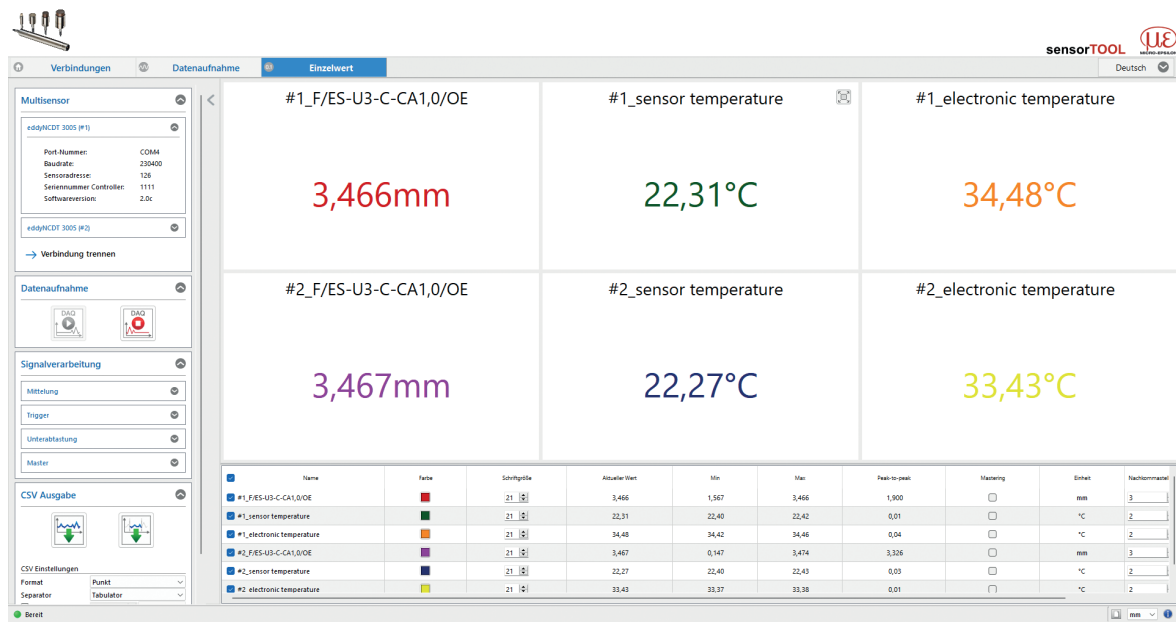 sensorTOOL
MICRO-EPSILON
Verbindungen Datenaufnahme Einzelwert Deutsch
Multisensor
eddyNCDT 3005 (#1)
Port-Nummer: COM4
Baudrate: 230400
Sensoradresse: 126
Seriennummer Controller: 1111
Softwareversion: 2.0c
eddyNCDT 3005 (#2)
Verbindung trennen
Datenaufnahme
DAQ DAQ
Signalverarbeitung
Mittelung
Trigger
Unterabtastung
Master
CSV Ausgabe
CSV Einstellungen
Format Punkt
Separator Tabulator
Bereit
#1_F/ES-U3-C-CA1,0/OE #1_sensor temperature #1_electronic temperature
3,466mm 22,31°C 34,48°C
#2_F/ES-U3-C-CA1,0/OE #2_sensor temperature #2_electronic temperature
3,467mm 22,27°C 33,43°C
Name Farbe Schriftgröße Aktueller Wert Min Max Peak-to-peak Mastering Einheit Nachkommastel
#1_F/ES-U3-C-CA1,0/OE 21 3,466 1,567 3,466 1,900 mm 3
#1_sensor temperature 21 22,31 22,40 22,42 0,01 °C 2
#1_electronic temperature 21 34,48 34,42 34,46 0,04 °C 2
#2_F/ES-U3-C-CA1,0/OE 21 3,467 0,147 3,474 3,326 mm 3
#2_sensor temperature 21 22,27 22,40 22,43 0,03 °C 2
#2 electronic temperature 21 33,43 33,37 33,38 0,01 °C 2
mm